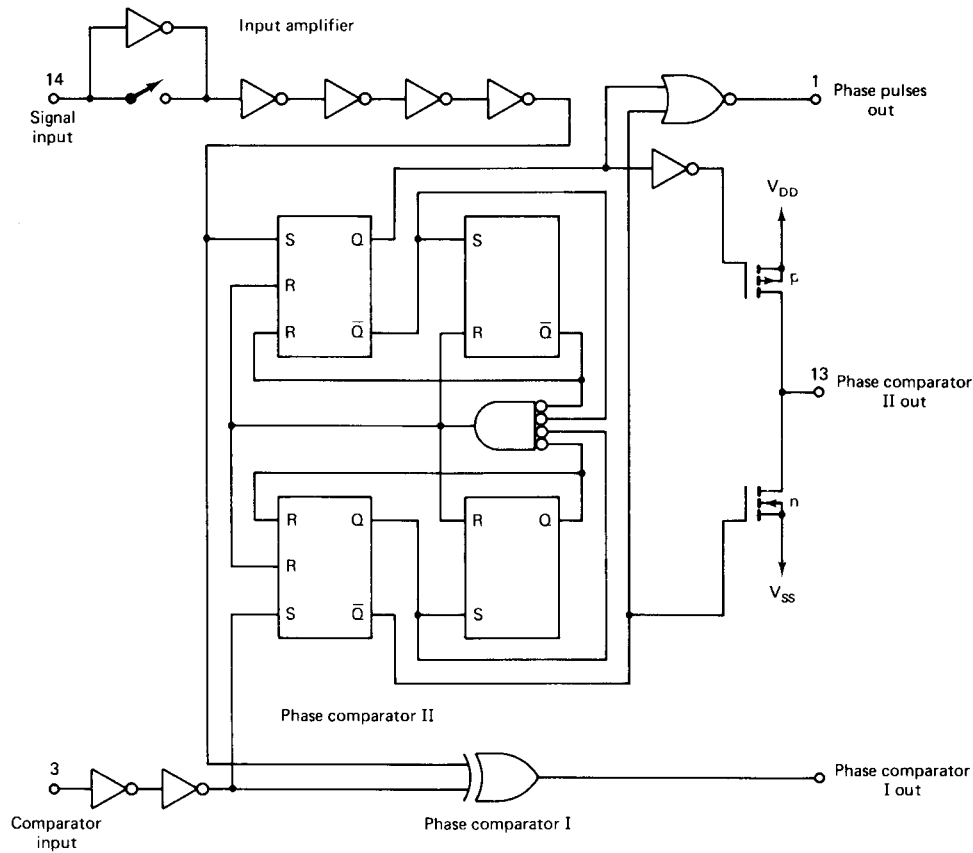 Input amplifier
14
Signal
input
1
Phase pulses
out
V_DD
p
S
Q
R
R
Q̅
S
R
Q̅
13
Phase comparator
II out
R
Q
R
S
Q̅
R
Q
S
n
V_SS
Phase comparator II
3
Comparator
input
Phase comparator I
Phase comparator
I out